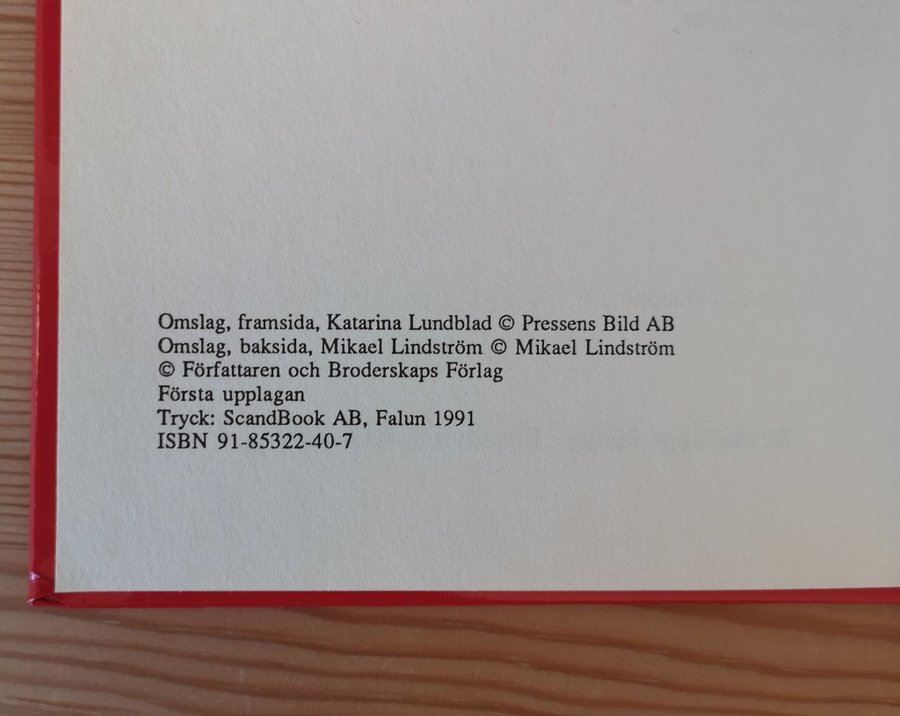 Omslag, framsida, Katarina Lundblad © Pressens Bild AB
Omslag, baksida, Mikael Lindström © Mikael Lindström
© Författaren och Broderskaps Förlag
Första upplagan
Tryck: ScandBook AB, Falun 1991
ISBN 91-85322-40-7